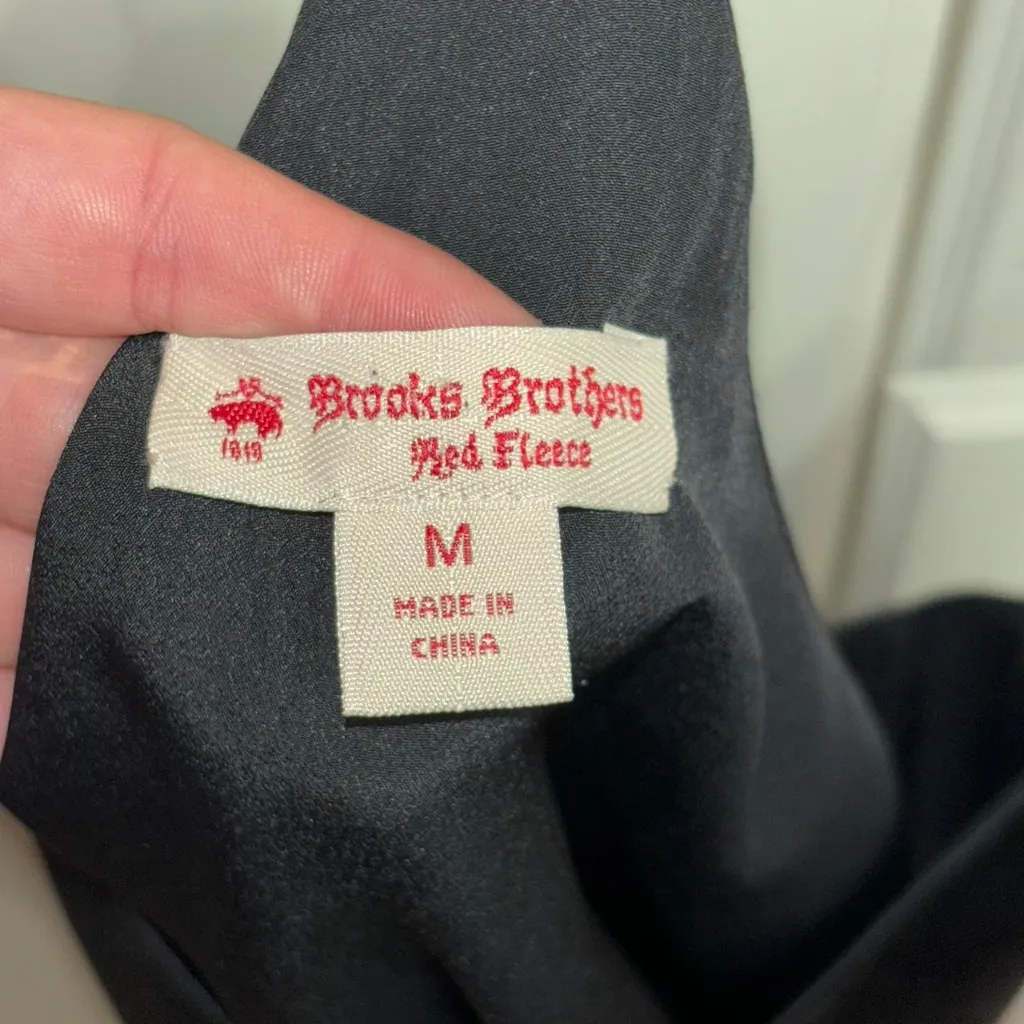 Brooks Brothers
Red Fleece
1818
M
MADE IN
CHINA